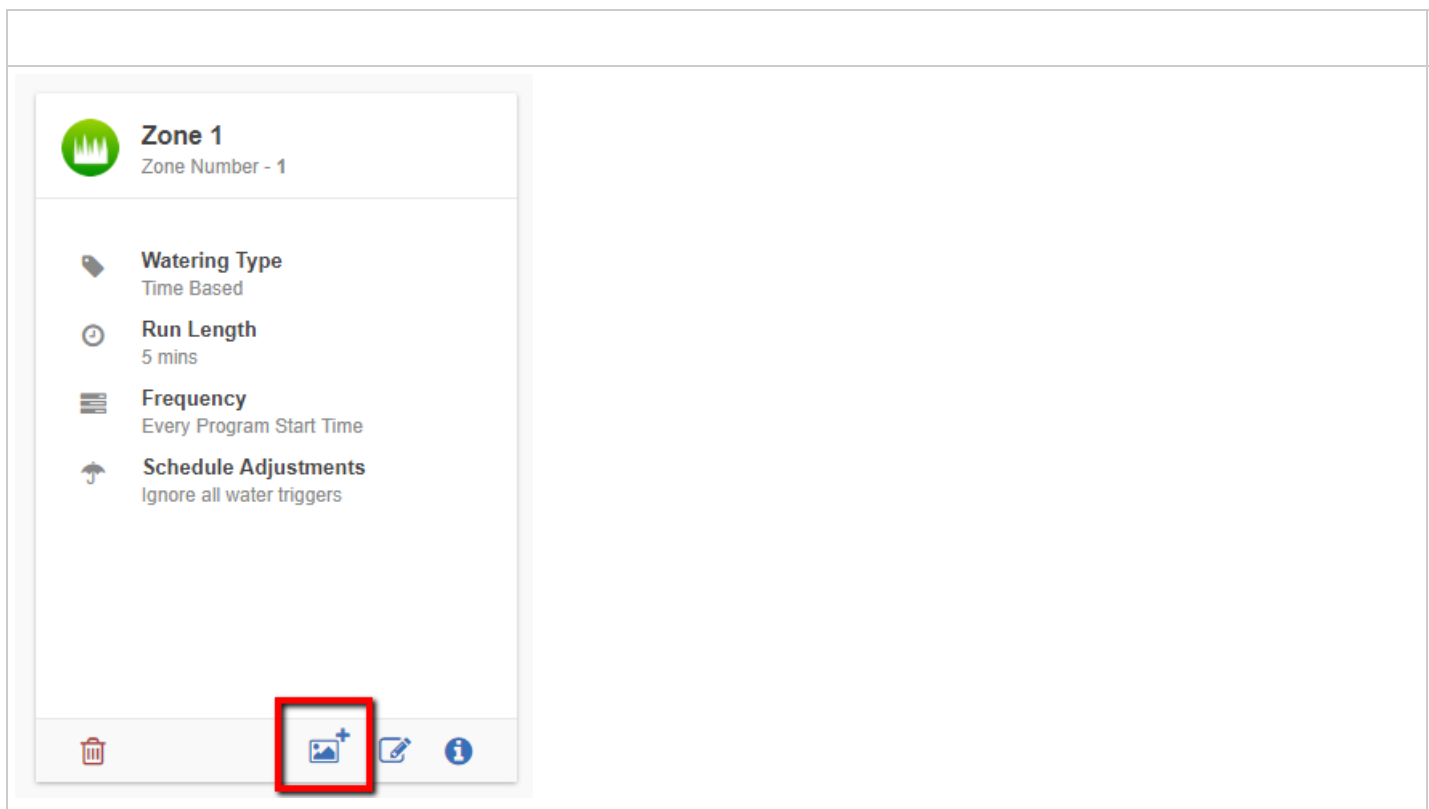 Zone 1
Zone Number - 1
Watering Type
Time Based
Run Length
5 mins
Frequency
Every Program Start Time
Schedule Adjustments
Ignore all water triggers